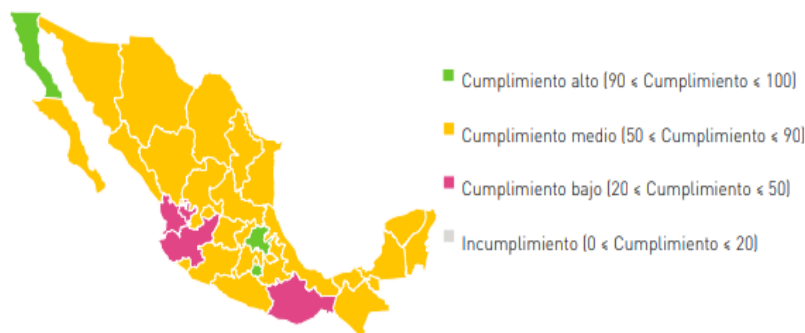 Cumplimiento alto (90 < Cumplimiento ≤ 100)
Cumplimiento medio (50 < Cumplimiento ≤ 90)
Cumplimiento bajo (20 < Cumplimiento ≤ 50)
Incumplimiento (0 ≤ Cumplimiento ≤ 20)